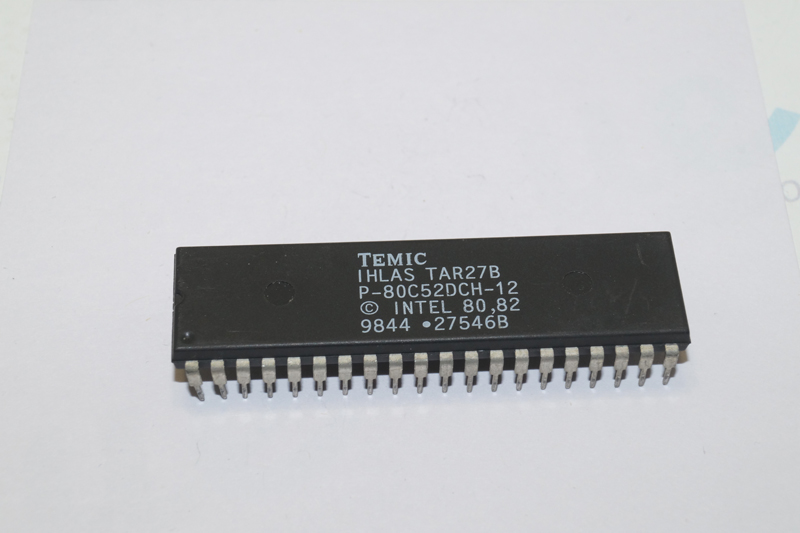 TEMIC
IHLAS TAR27B
P-80C52DCH-12
© INTEL 80,82
9844 •27546B